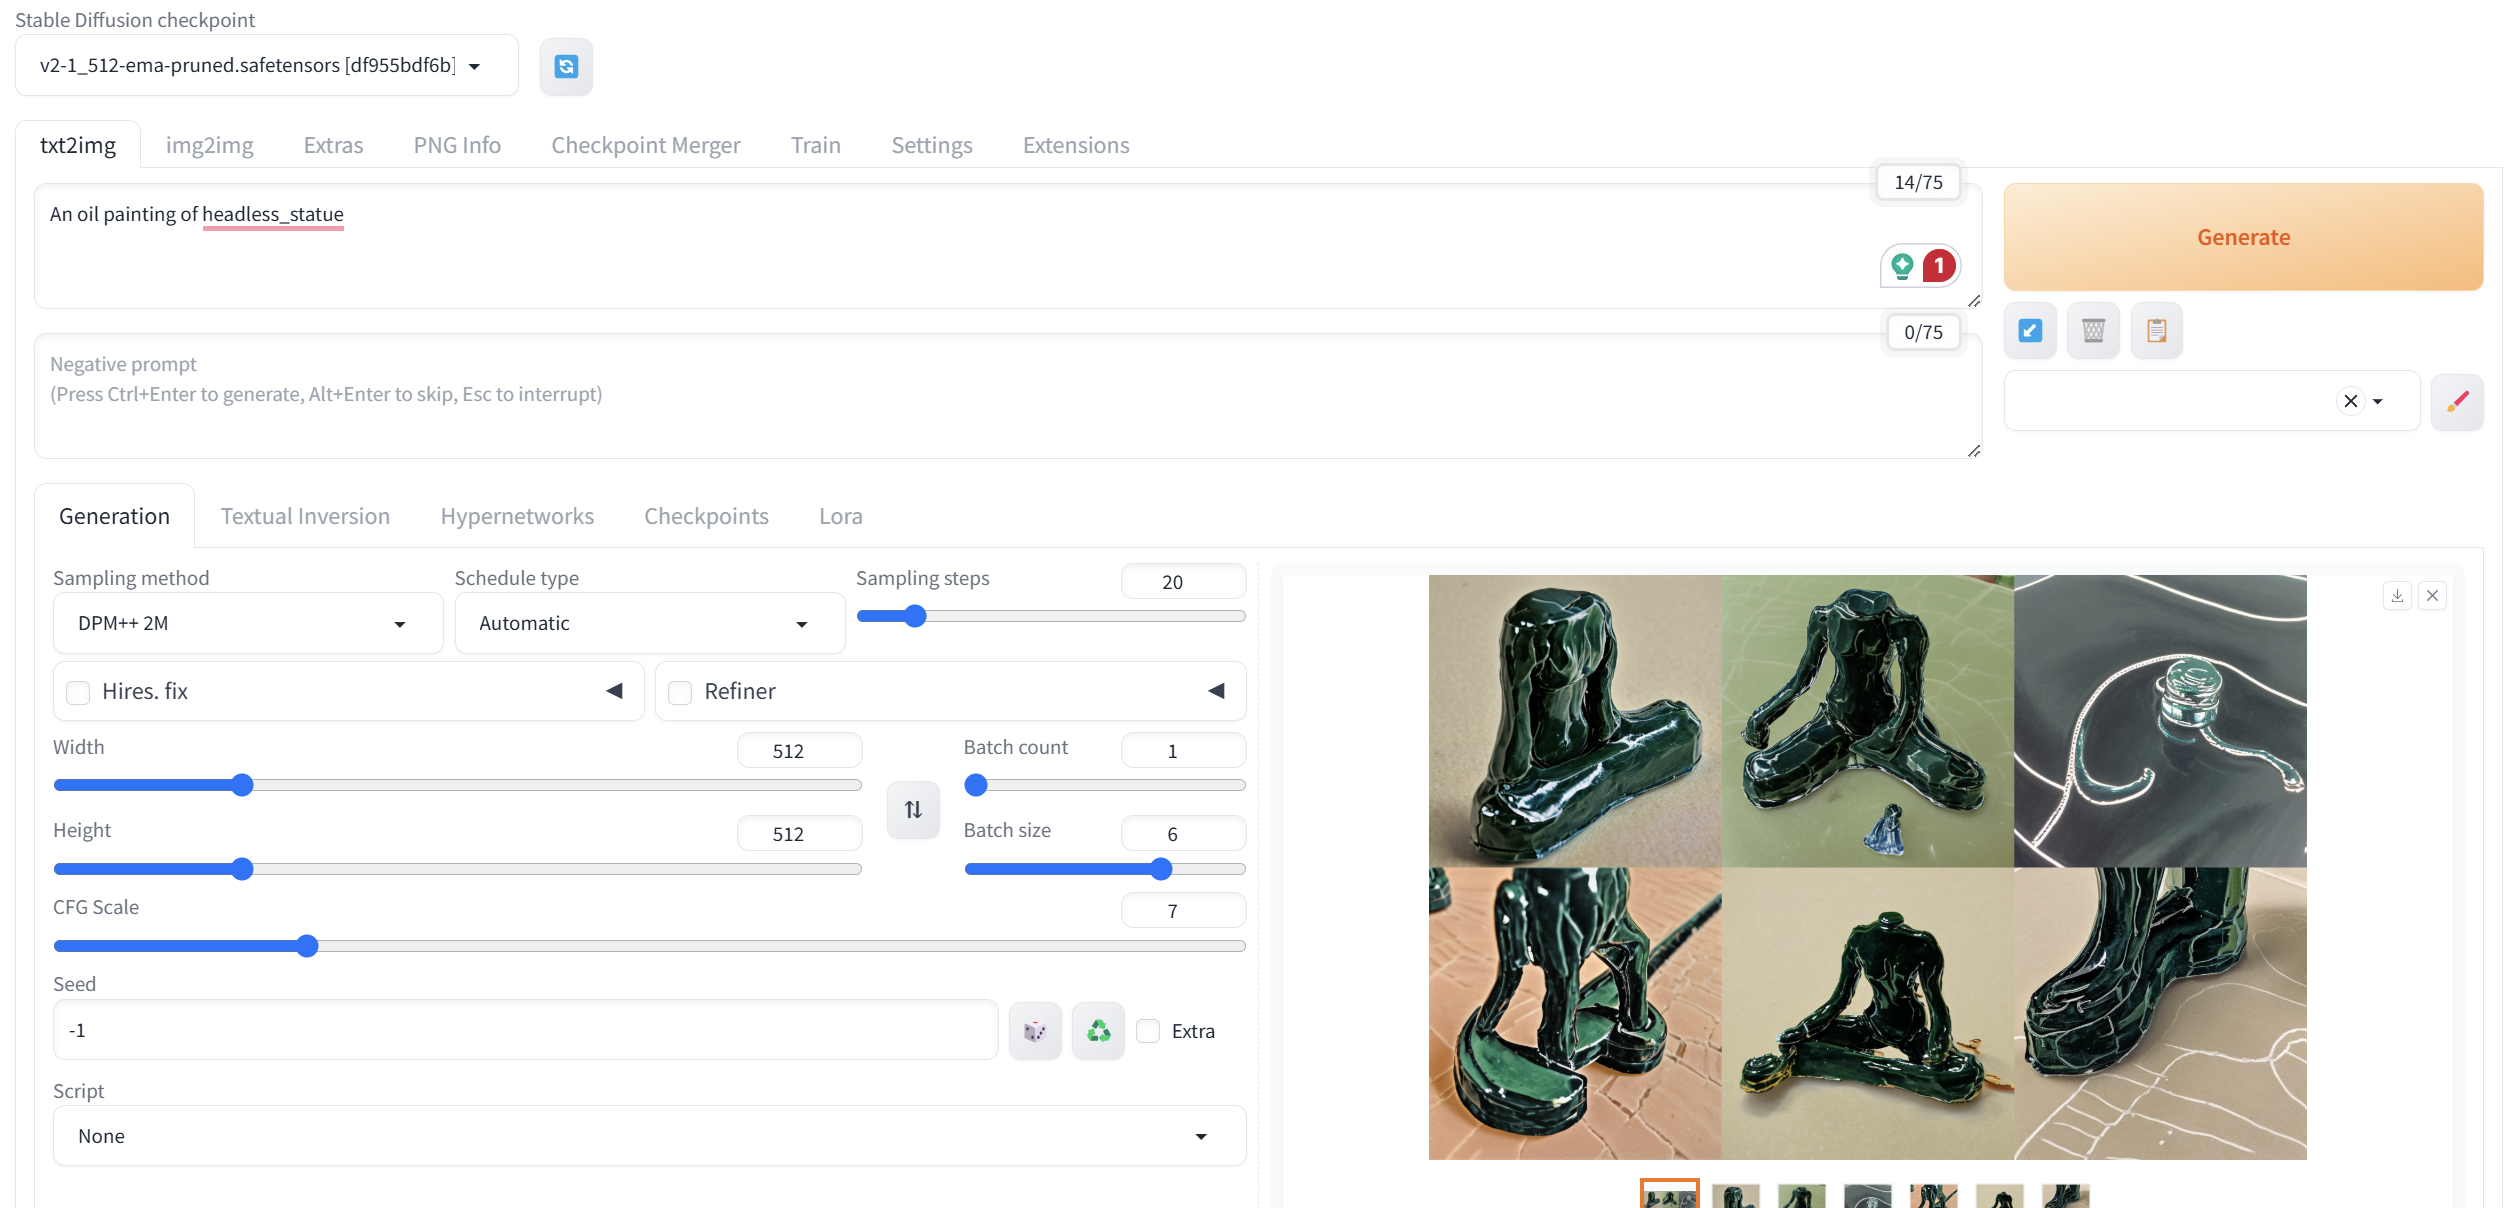 Stable Diffusion checkpoint
v2-1_512-ema-pruned.safetensors [df955bdf6b]
txt2img
img2img
Extras
PNG Info
Checkpoint Merger
Train
Settings
Extensions
14/75
An oil painting of headless_statue
1
Generate
0/75
Negative prompt
(Press Ctrl+Enter to generate, Alt+Enter to skip, Esc to interrupt)
Generation
Textual Inversion
Hypernetworks
Checkpoints
Lora
Sampling method
Schedule type
Sampling steps
20
DPM++ 2M
Automatic
Hires. fix
Refiner
Width
512
Batch count
1
Height
512
Batch size
6
CFG Scale
7
Seed
-1
Extra
Script
None